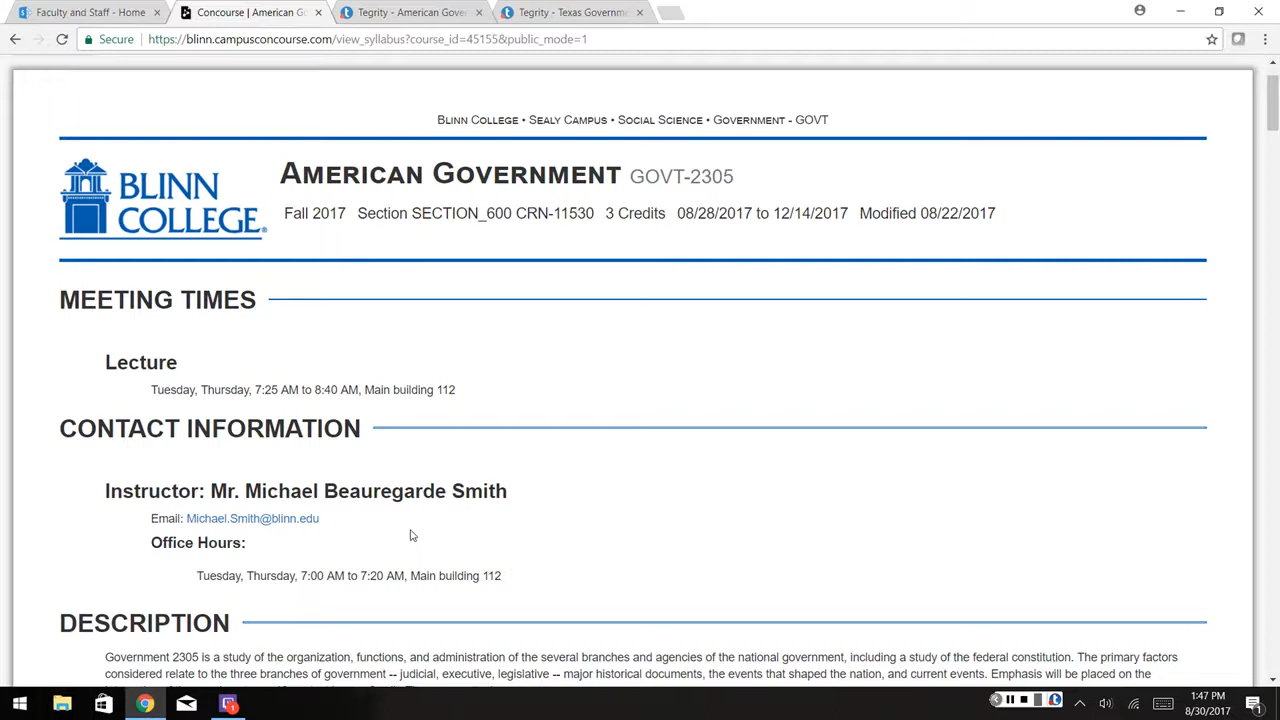 Faculty and Staff - Home
Concourse | American Go
Tegrity - American Gove
Tegrity - Texas Governme
Secure
https://blinn.campusconcourse.com/view_syllabus?course_id=45155&public_mode=1
Blinn College • Sealy Campus • Social Science • Government - GOVT
BLINN COLLEGE®
American Government GOVT-2305
Fall 2017 Section SECTION_600 CRN-11530 3 Credits 08/28/2017 to 12/14/2017 Modified 08/22/2017
MEETING TIMES
Lecture
Tuesday, Thursday, 7:25 AM to 8:40 AM, Main building 112
CONTACT INFORMATION
Instructor: Mr. Michael Beauregarde Smith
Email: Michael.Smith@blinn.edu
Office Hours:
Tuesday, Thursday, 7:00 AM to 7:20 AM, Main building 112
DESCRIPTION
Government 2305 is a study of the organization, functions, and administration of the several branches and agencies of the national government, including a study of the federal constitution. The primary factors
considered relate to the three branches of government -- judicial, executive, legislative -- major historical documents, the events that shaped the nation, and current events. Emphasis will be placed on the
1:47 PM
8/30/2017